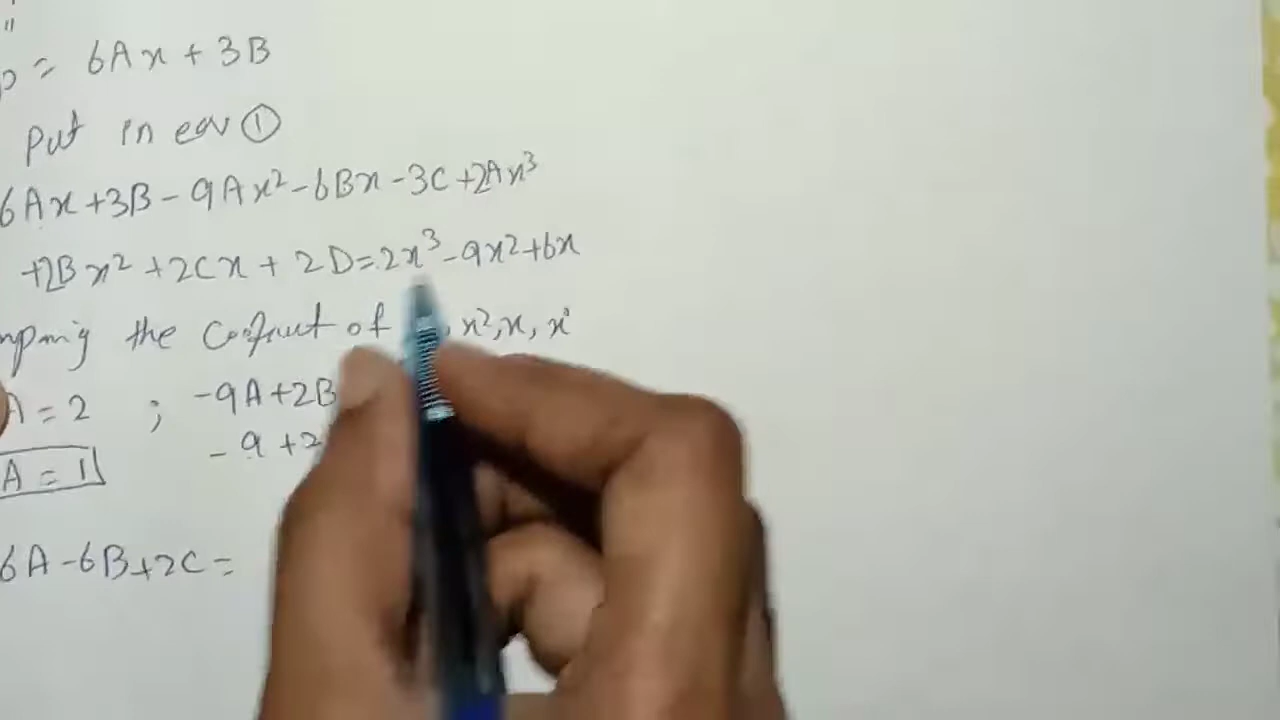 = 6Ax + 3B
Put in eqn ①
6Ax + 3B - 9Ax² - 6Bx - 3C + 2Ax³
+2Bx² + 2Cx + 2D = 2x³ - 9x² + 6x
the of x², x, x°
A = 2 ; -9A + 2B
A = 1 -9 + 2
6A - 6B + 2C =